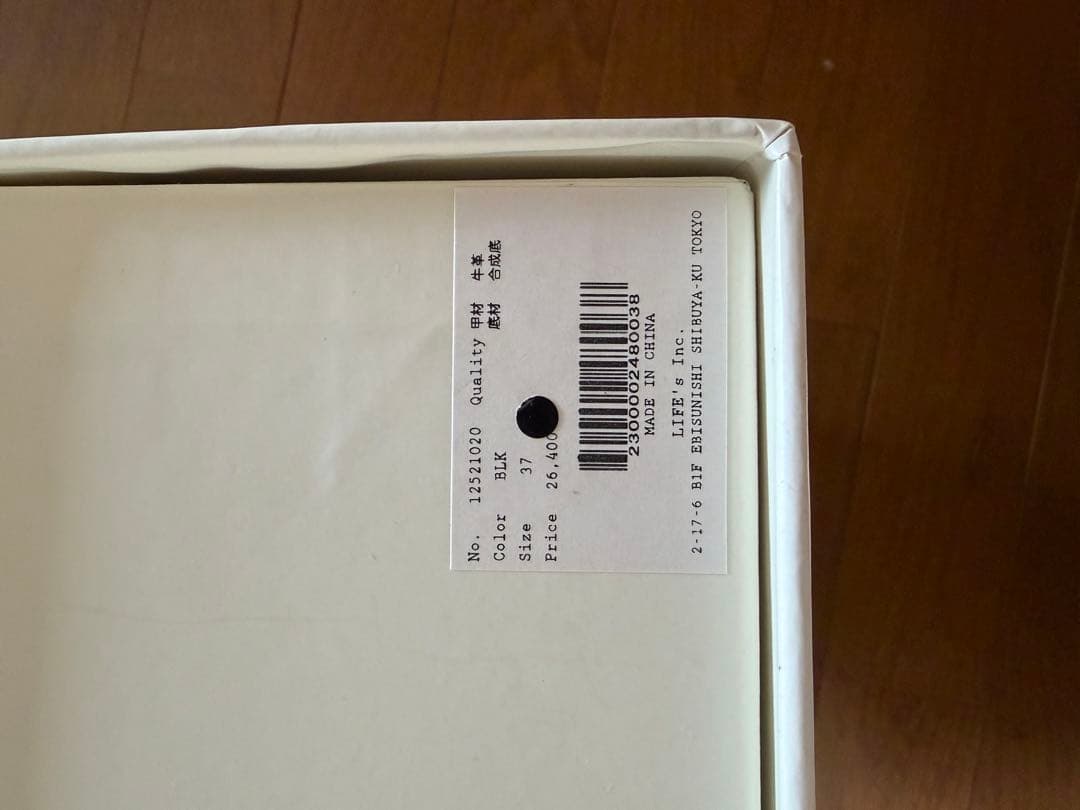 No. 12521020 Quality 甲材 牛革
Color BLK 底材 合成底
Size 37
Price 26,400
2300002480038
MADE IN CHINA
LIFE's Inc.
2-17-6 B1F EBISUNISHI SHIBUYA-KU TOKYO